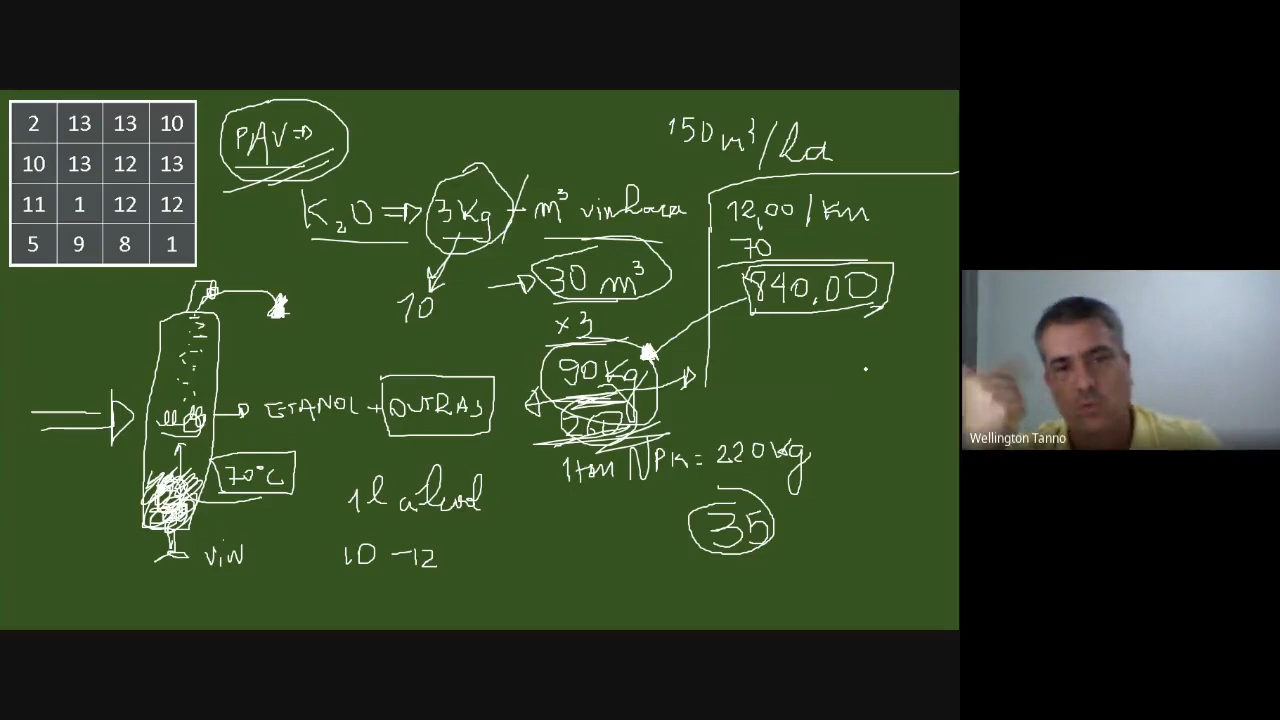 2 13 13 10
10 13 12 13
11 1 12 12
5 9 8 1
PAV⇒
150 m³/ha
K₂O ⇒ 3 Kg m³ vinhaza
12,00 / Km
70
840,00
30 m³
10
x3
90 Kg
→ ETANOL + OUTRAS
70°C
1 ton NPK = 220 kg
35
1 l alcool
10 - 12
vin
Wellington Tanno